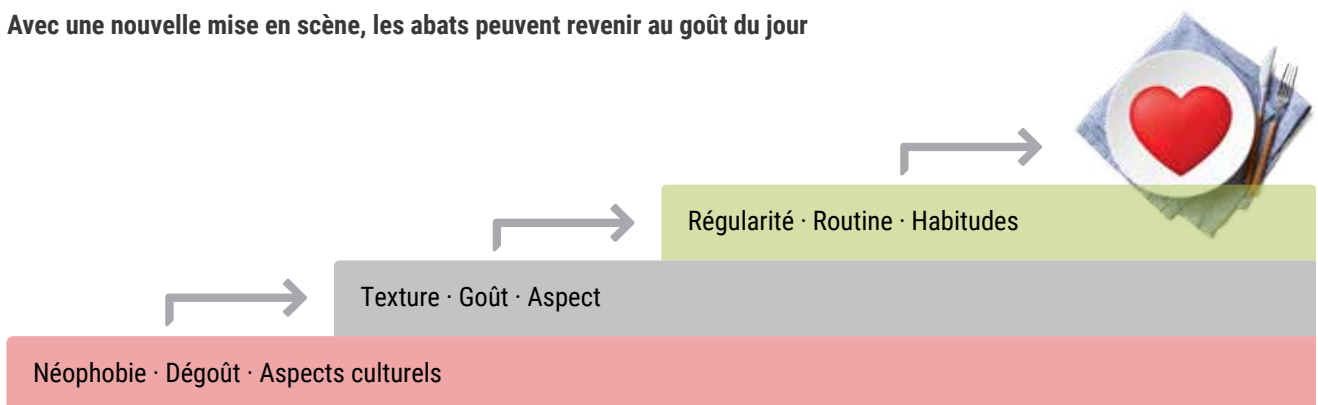 Avec une nouvelle mise en scène, les abats peuvent revenir au goût du jour
Régularité · Routine · Habitudes
Texture · Goût · Aspect
Néophobie · Dégoût · Aspects culturels